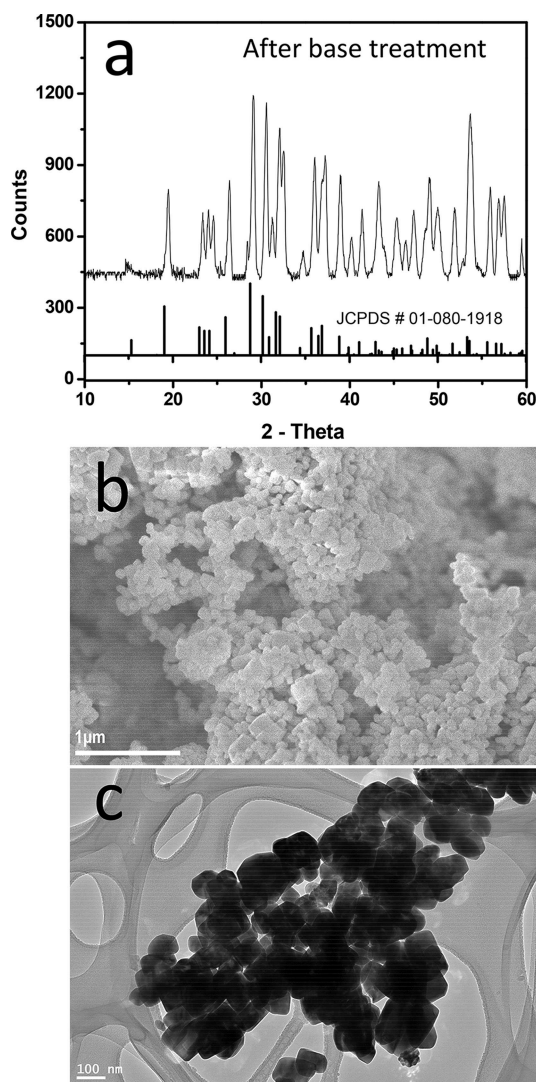 a
After base treatment
Counts
1500
1200
900
600
300
0
JCPDS # 01-080-1918
10 20 30 40 50 60
2 - Theta
b
1µm
c
100 nm